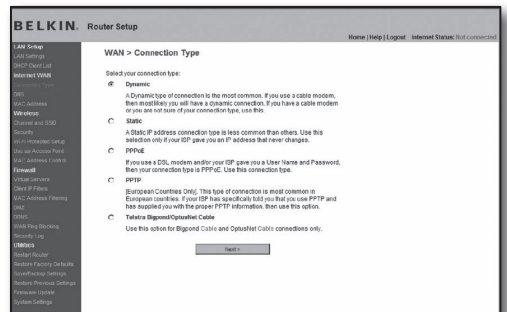 BELKIN. Router Setup
Home | Help | Logout Internet Status: Not connected
LAN Setup
LAN Settings
DHCP Client List
Internet WAN
Connection Type
DNS
MAC Address
Wireless
Channel and SSID
Security
Wi-Fi Protected Setup
Use as Access Point
MAC Address Control
Firewall
Virtual Servers
Client IP Filters
MAC Address Filtering
DMZ
DDNS
WAN Ping Blocking
Security Log
Utilities
Restart Router
Restore Factory Defaults
Save/Backup Settings
Restore Previous Settings
Firmware Update
System Settings
WAN > Connection Type
Select your connection type:
Dynamic
A Dynamic type of connection is the most common. If you use a cable modem,
then most likely you will have a dynamic connection. If you have a cable modem
or you are not sure of your connection type, use this.
Static
A Static IP address connection type is less common than others. Use this
selection only if your ISP gave you an IP address that never changes.
PPPoE
If you use a DSL modem and/or your ISP gave you a User Name and Password,
then your connection type is PPPoE. Use this connection type.
PPTP
[European Countries Only]. This type of connection is most common in
European countries. If your ISP has specifically told you that you use PPTP and
has supplied you with the proper PPTP information, then use this option.
Telstra Bigpond/OptusNet Cable
Use this option for Bigpond Cable and OptusNet Cable connections only.
Next >